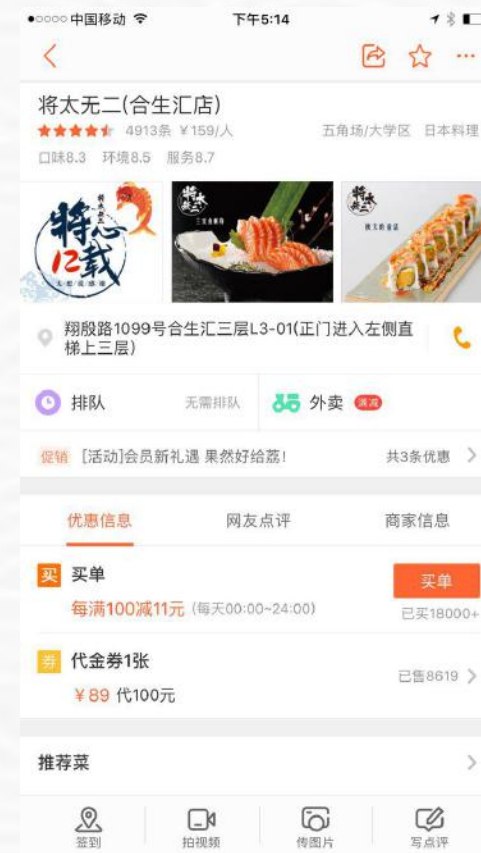 中国移动 下午5:14
将太无二(合生汇店)
4913条 ￥159/人 五角场/大学区 日本料理
口味8.3 环境8.5 服务8.7
将心
12载
将太无二
将太无二
翔殷路1099号合生汇三层L3-01(正门进入左侧直
梯上三层)
排队 无需排队 外卖 满减
促销 [活动]会员新礼遇 果然好给荔! 共3条优惠
优惠信息 网友点评 商家信息
买 买单 买单
每满100减11元 (每天00:00~24:00) 已买18000+
券 代金券1张 已售8619
￥89 代100元
推荐菜
签到 拍视频 传图片 写点评